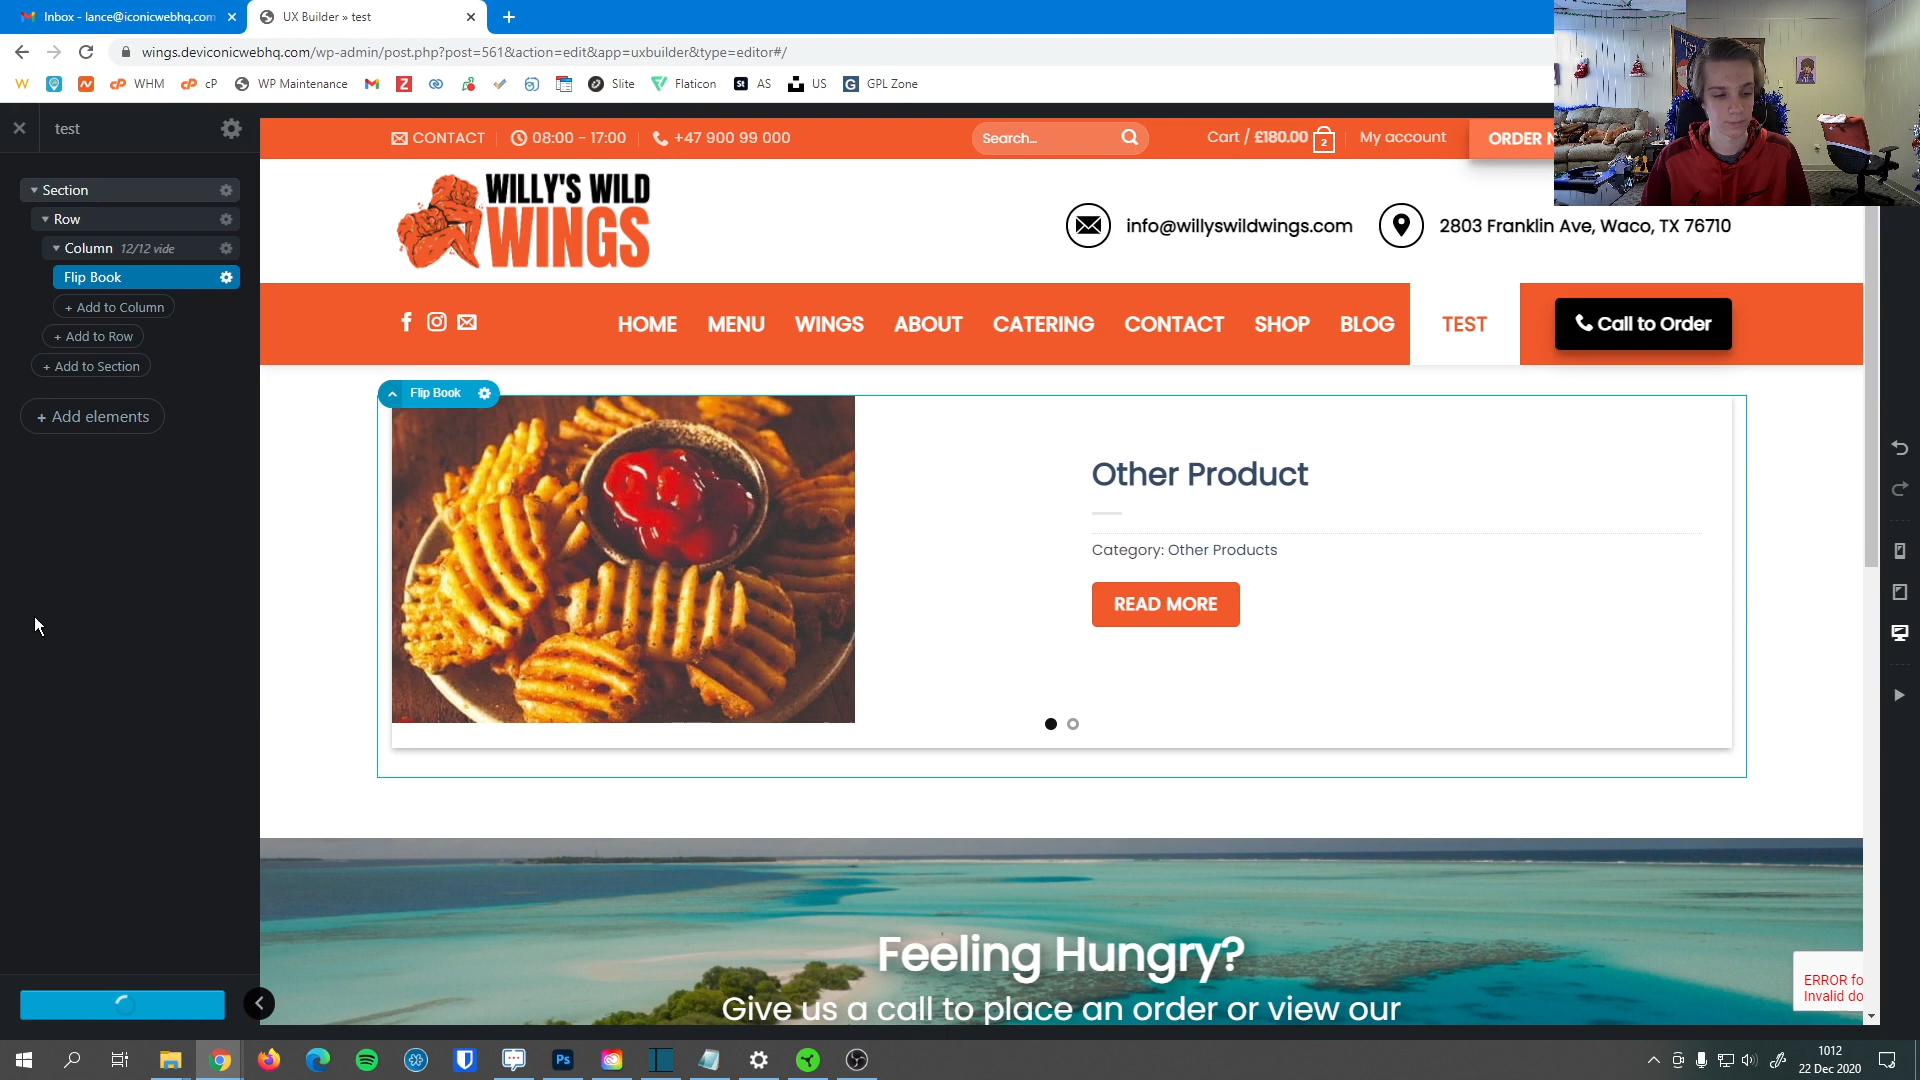 Inbox - lance@iconicwebhq.com
UX Builder » test
wings.deviconicwebhq.com/wp-admin/post.php?post=561&action=edit&app=uxbuilder&type=editor#/
W
Z
cP WHM
cP cP
WP Maintenance
Slite
Flaticon
St AS
US
G GPL Zone
test
CONTACT
08:00 - 17:00
+47 900 99 000
Search...
Cart / £180.00
2
My account
ORDER N
Section
Row
Column 12/12 vide
Flip Book
+ Add to Column
+ Add to Row
+ Add to Section
+ Add elements
WILLY'S WILD
WINGS
info@willyswildwings.com
2803 Franklin Ave, Waco, TX 76710
HOME
MENU
WINGS
ABOUT
CATERING
CONTACT
SHOP
BLOG
TEST
Call to Order
Flip Book
Other Product
Category: Other Products
READ MORE
Feeling Hungry?
Give us a call to place an order or view our
ERROR fo
Invalid do
Ps
1012
22 Dec 2020